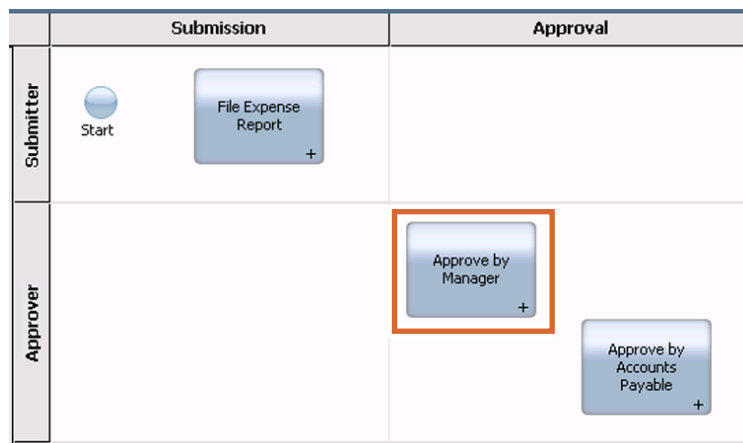 Submission
Approval
Submitter
Start
File Expense
Report
+
Approver
Approve by
Manager
+
Approve by
Accounts
Payable
+